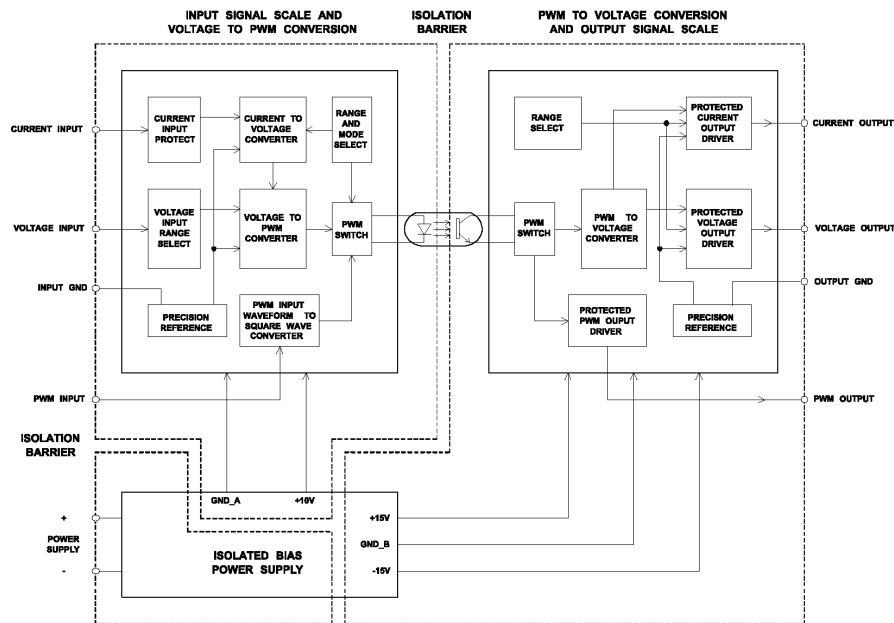 INPUT SIGNAL SCALE AND
VOLTAGE TO PWM CONVERSION
ISOLATION
BARRIER
PWM TO VOLTAGE CONVERSION
AND OUTPUT SIGNAL SCALE
CURRENT INPUT
CURRENT
INPUT
PROTECT
CURRENT TO
VOLTAGE
CONVERTER
RANGE
AND
MODE
SELECT
RANGE
SELECT
PROTECTED
CURRENT
OUTPUT
DRIVER
CURRENT OUTPUT
VOLTAGE INPUT
VOLTAGE
INPUT
RANGE
SELECT
VOLTAGE
TO PWM
CONVERTER
PWM
SWITCH
PWM
SWITCH
PWM TO
VOLTAGE
CONVERTER
PROTECTED
VOLTAGE
OUTPUT
DRIVER
VOLTAGE OUTPUT
INPUT GND
PRECISION
REFERENCE
PWM INPUT
WAVEFORM TO
SQUARE WAVE
CONVERTER
PROTECTED
PWM OUPUT
DRIVER
PRECISION
REFERENCE
OUTPUT GND
PWM INPUT
PWM OUTPUT
ISOLATION
BARRIER
GND_A
+10V
+
POWER
SUPPLY
-
ISOLATED BIAS
POWER SUPPLY
+15V
GND_B
-15V